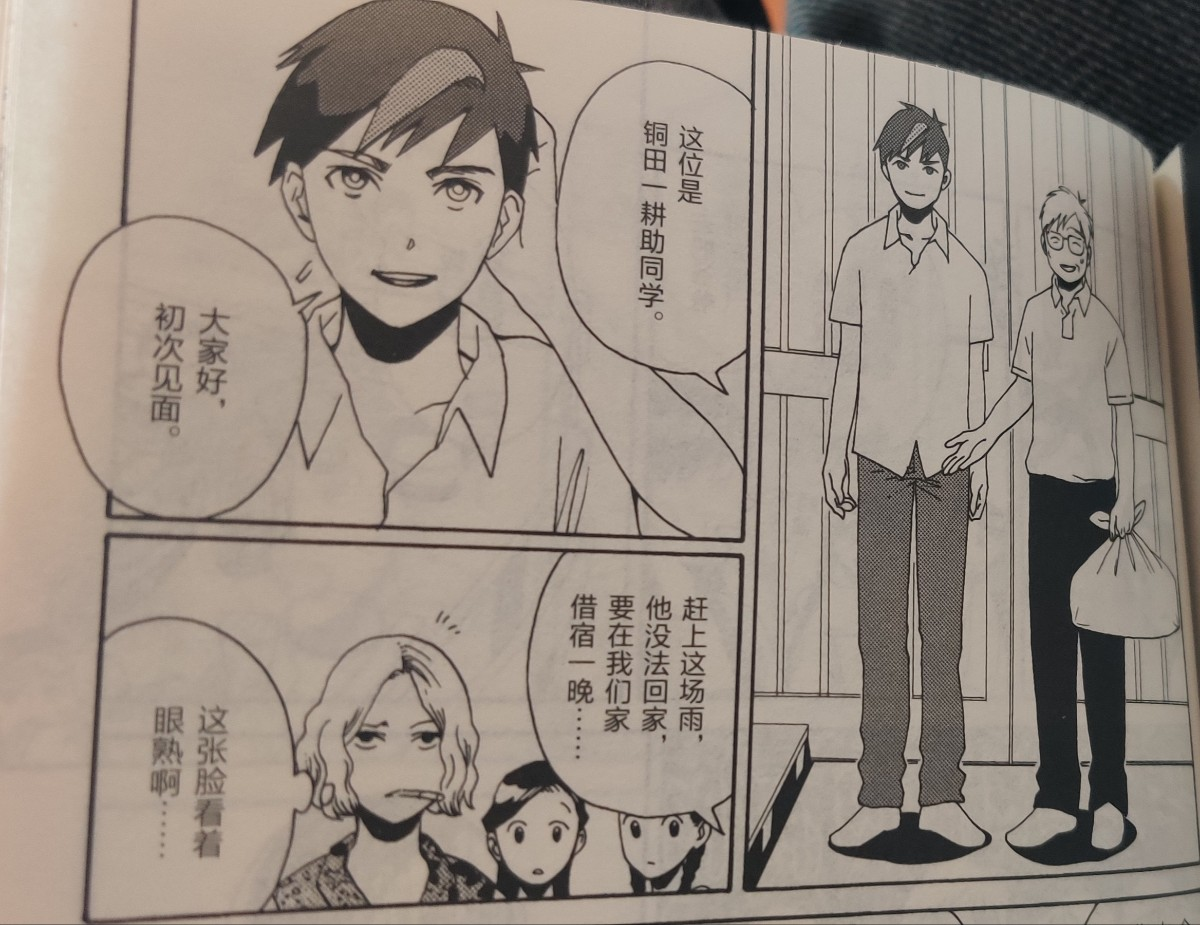 这位是
铜田一耕助同学。
大家好，
初次见面。
赶上这场雨，
他没法回家，
要在我们家
借宿一晚……
这张脸看着
眼熟啊……